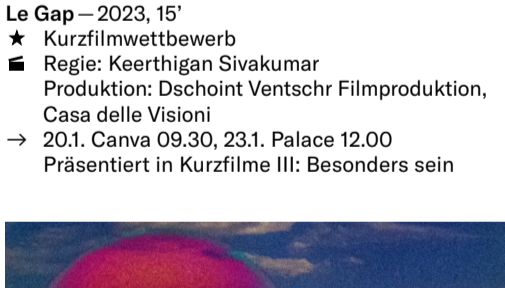 Le Gap — 2023, 15’
★ Kurzfilmwettbewerb
Regie: Keerthigan Sivakumar
Produktion: Dschoint Ventschr Filmproduktion,
Casa delle Visioni
→ 20.1. Canva 09.30, 23.1. Palace 12.00
Präsentiert in Kurzfilme III: Besonders sein